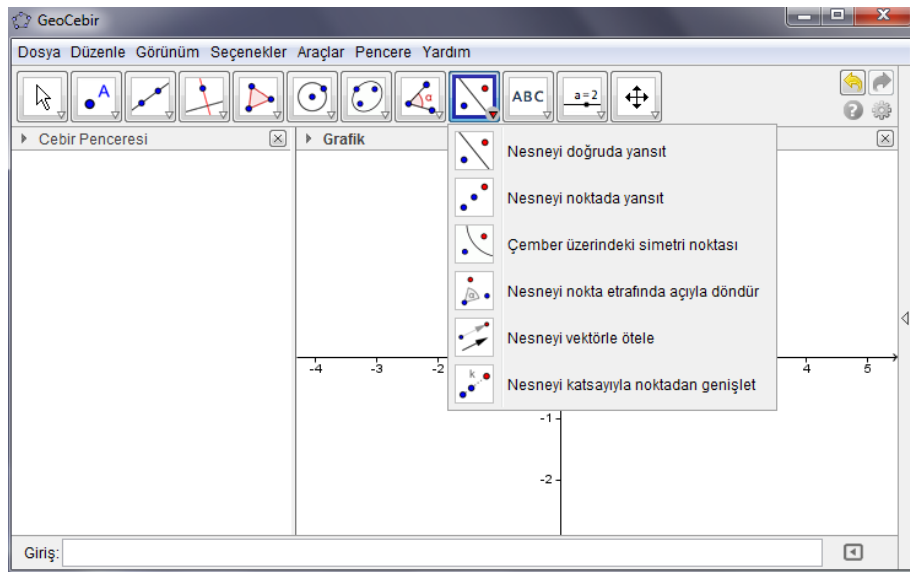 GeoCebir
Dosya Düzenle Görünüm Seçenekler Araçlar Pencere Yardım
A
α
ABC
a=2
Cebir Penceresi
Grafik
Nesneyi doğruda yansıt
Nesneyi noktada yansıt
Çember üzerindeki simetri noktası
α
Nesneyi nokta etrafında açıyla döndür
Nesneyi vektörle ötele
k
Nesneyi katsayıyla noktadan genişlet
-4 -3 -2 4 5
-1
-2
Giriş: